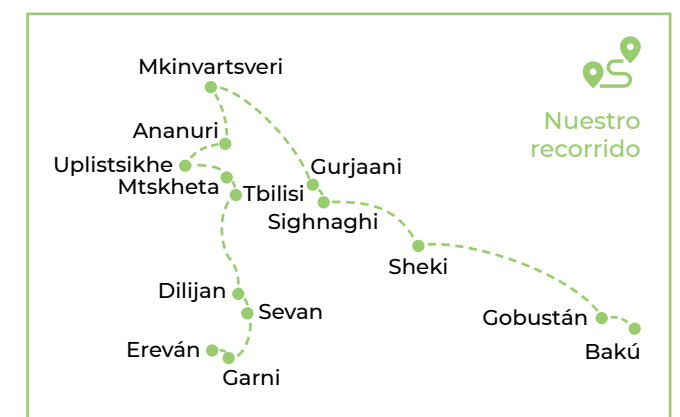 Mkinvartsveri
Nuestro
recorrido
Ananuri
Uplistsikhe
Gurjaani
Mtskheta
Tbilisi
Sighnaghi
Sheki
Dilijan
Sevan
Gobustán
Ereván
Bakú
Garni